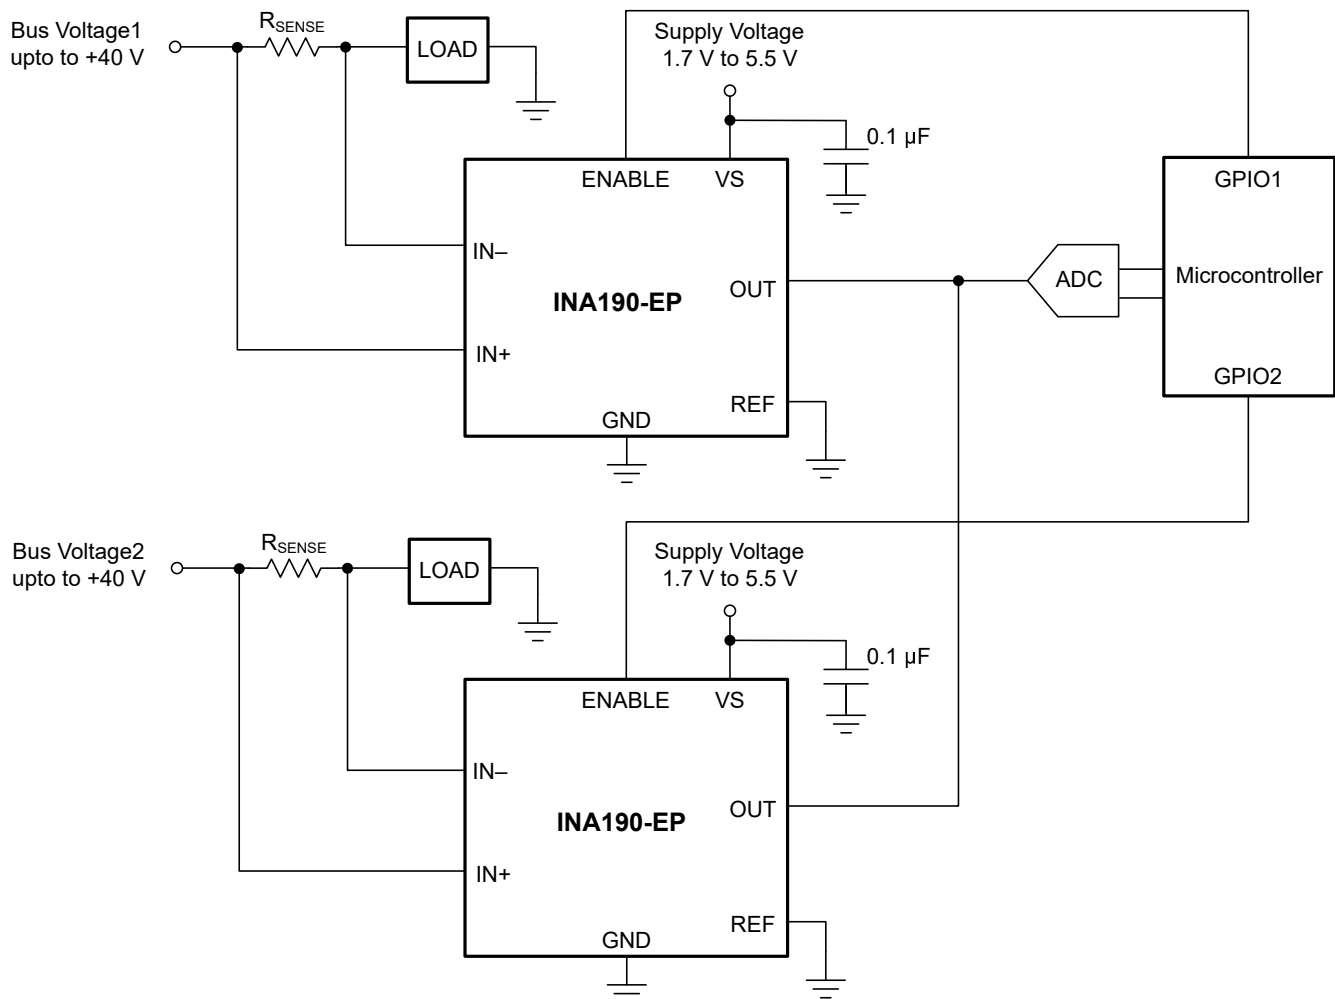 Bus Voltage1
upto to +40 V
RSENSE
LOAD
Supply Voltage
1.7 V to 5.5 V
0.1 µF
ENABLE
VS
GPIO1
IN–
INA190-EP
OUT
ADC
Microcontroller
IN+
REF
GPIO2
GND
Bus Voltage2
upto to +40 V
RSENSE
LOAD
Supply Voltage
1.7 V to 5.5 V
0.1 µF
ENABLE
VS
IN–
INA190-EP
OUT
IN+
REF
GND